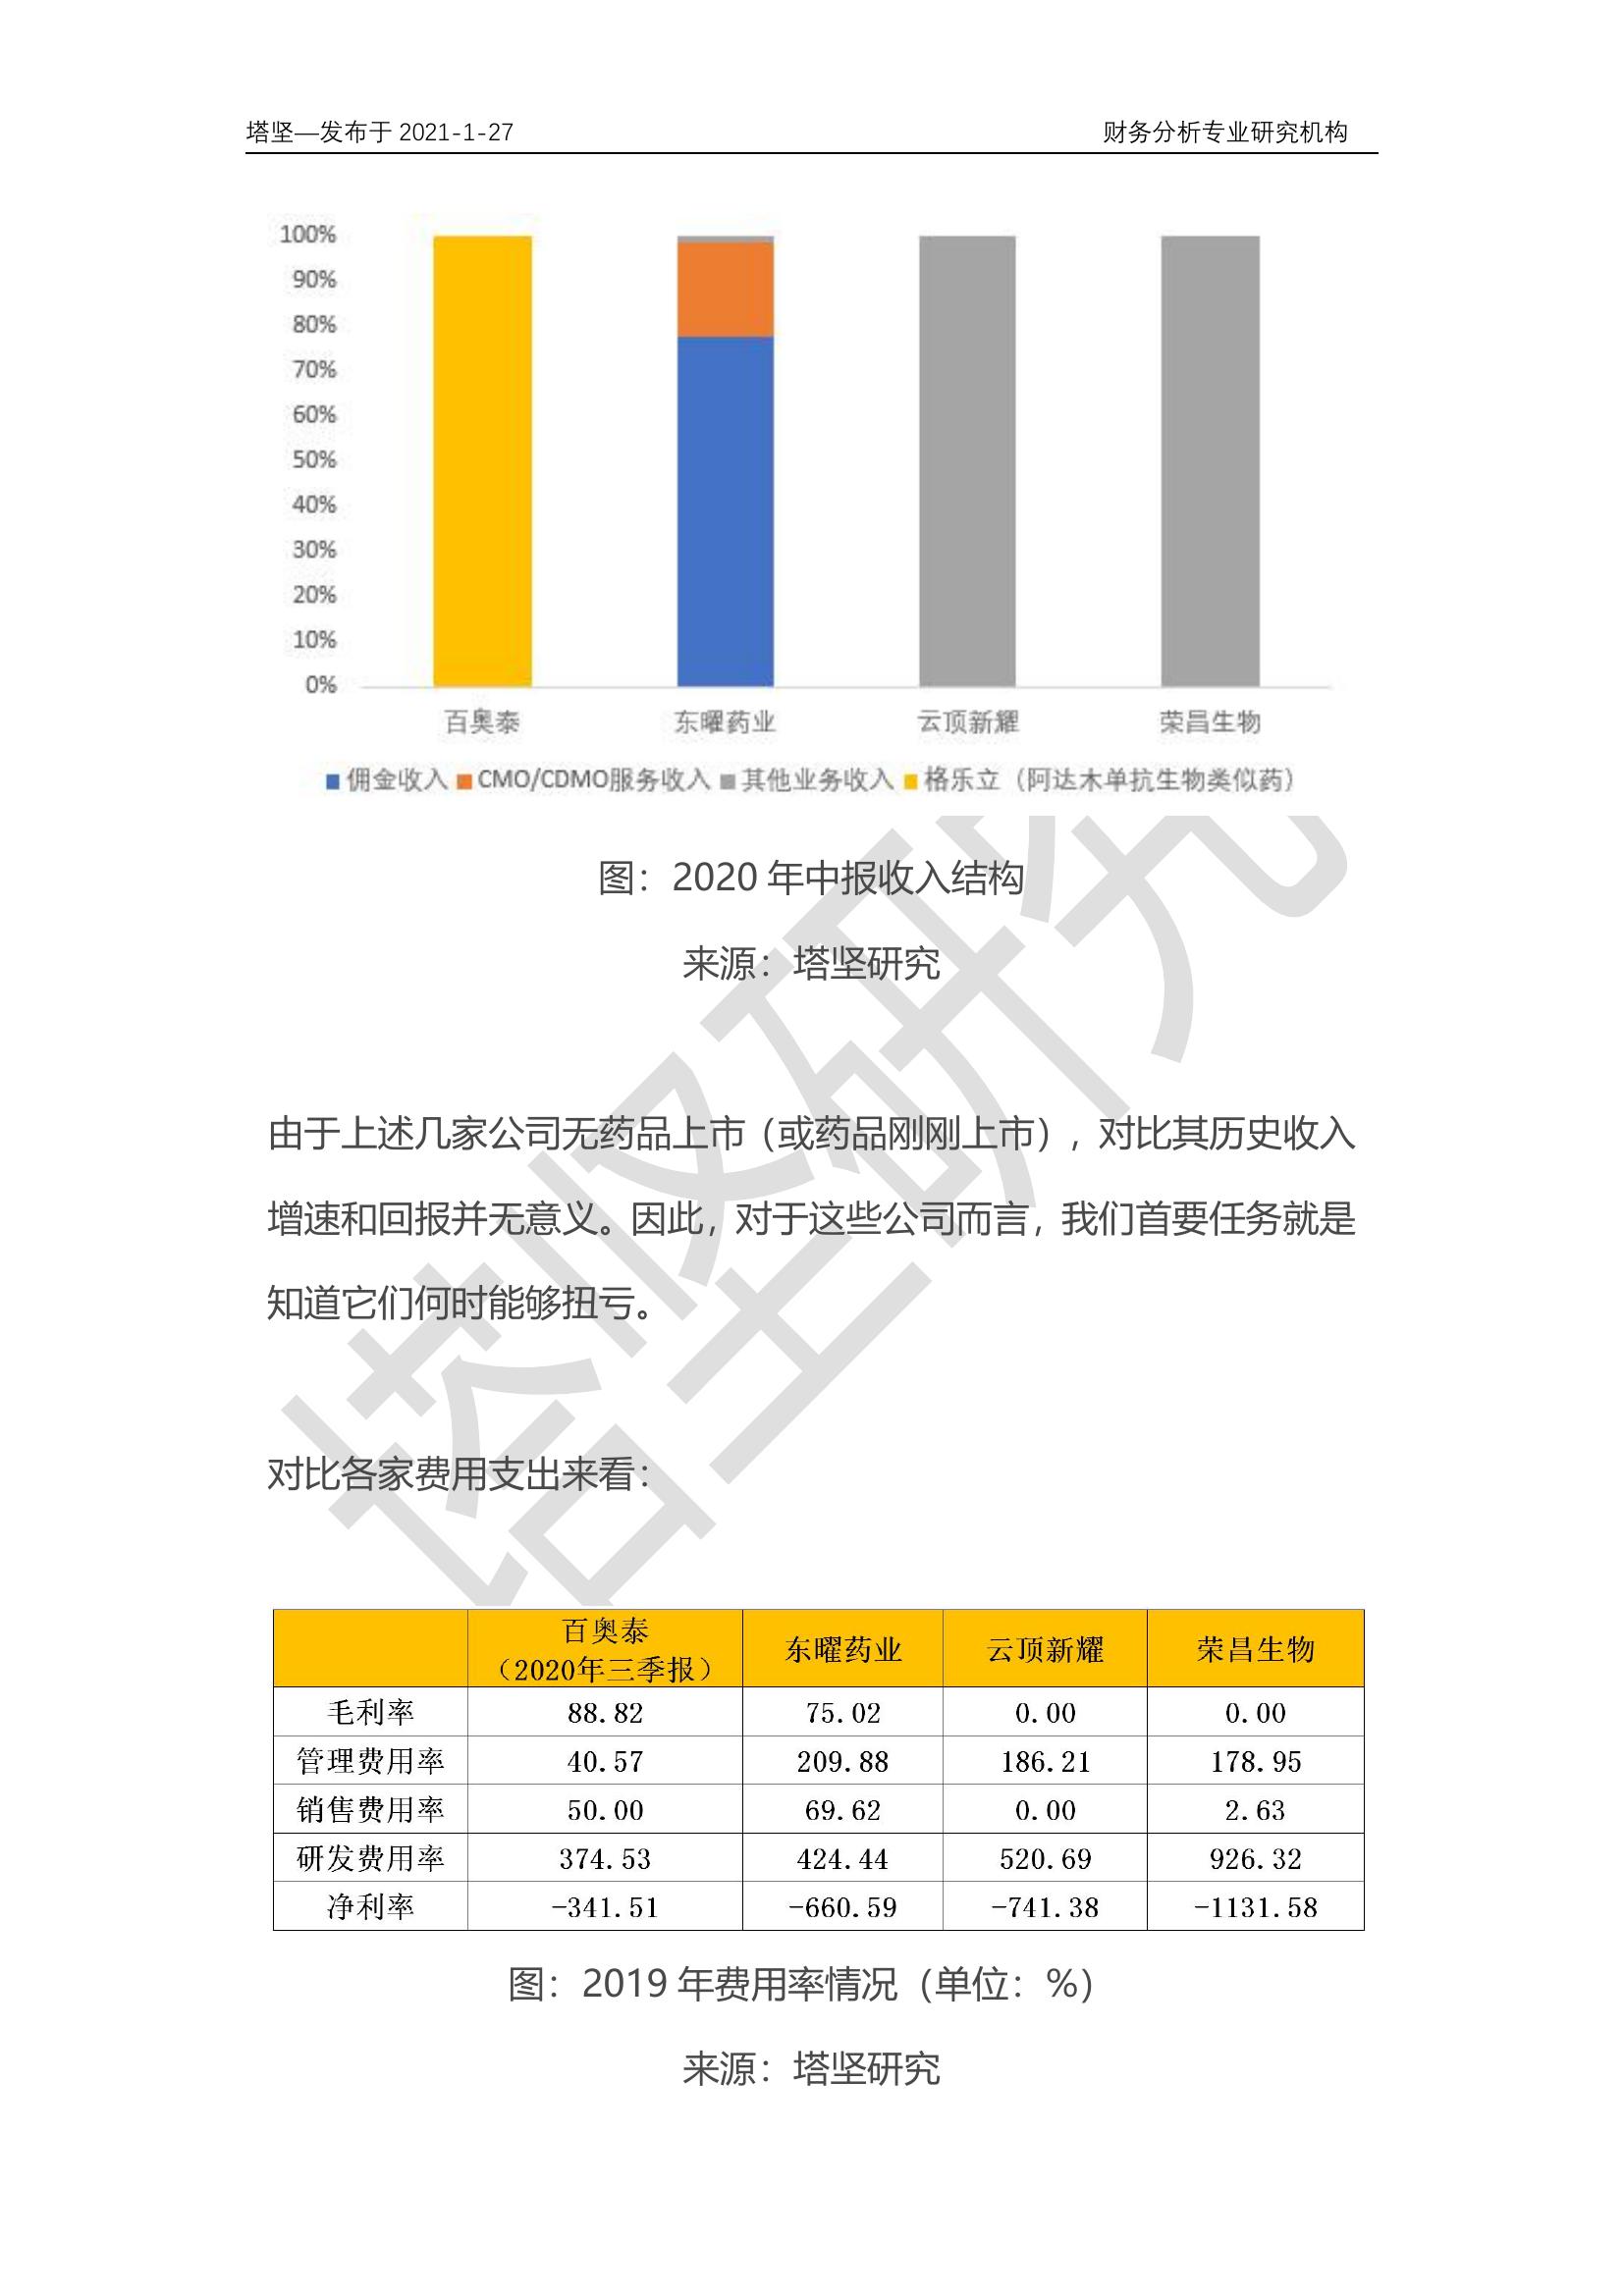 塔坚—发布于 2021-1-27 财务分析专业研究机构
100%
90%
80%
70%
60%
50%
40%
30%
20%
10%
0%
百奥泰 东曜药业 云顶新耀 荣昌生物
佣金收入 CMO/CDMO服务收入 其他业务收入 格乐立（阿达木单抗生物类似药）
图：2020 年中报收入结构
来源：塔坚研究
由于上述几家公司无药品上市（或药品刚刚上市），对比其历史收入
增速和回报并无意义。因此，对于这些公司而言，我们首要任务就是
知道它们何时能够扭亏。
对比各家费用支出来看：
百奥泰
（2020年三季报） 东曜药业 云顶新耀 荣昌生物
毛利率 88.82 75.02 0.00 0.00
管理费用率 40.57 209.88 186.21 178.95
销售费用率 50.00 69.62 0.00 2.63
研发费用率 374.53 424.44 520.69 926.32
净利率 -341.51 -660.59 -741.38 -1131.58
图：2019 年费用率情况（单位：%）
来源：塔坚研究
塔坚研究